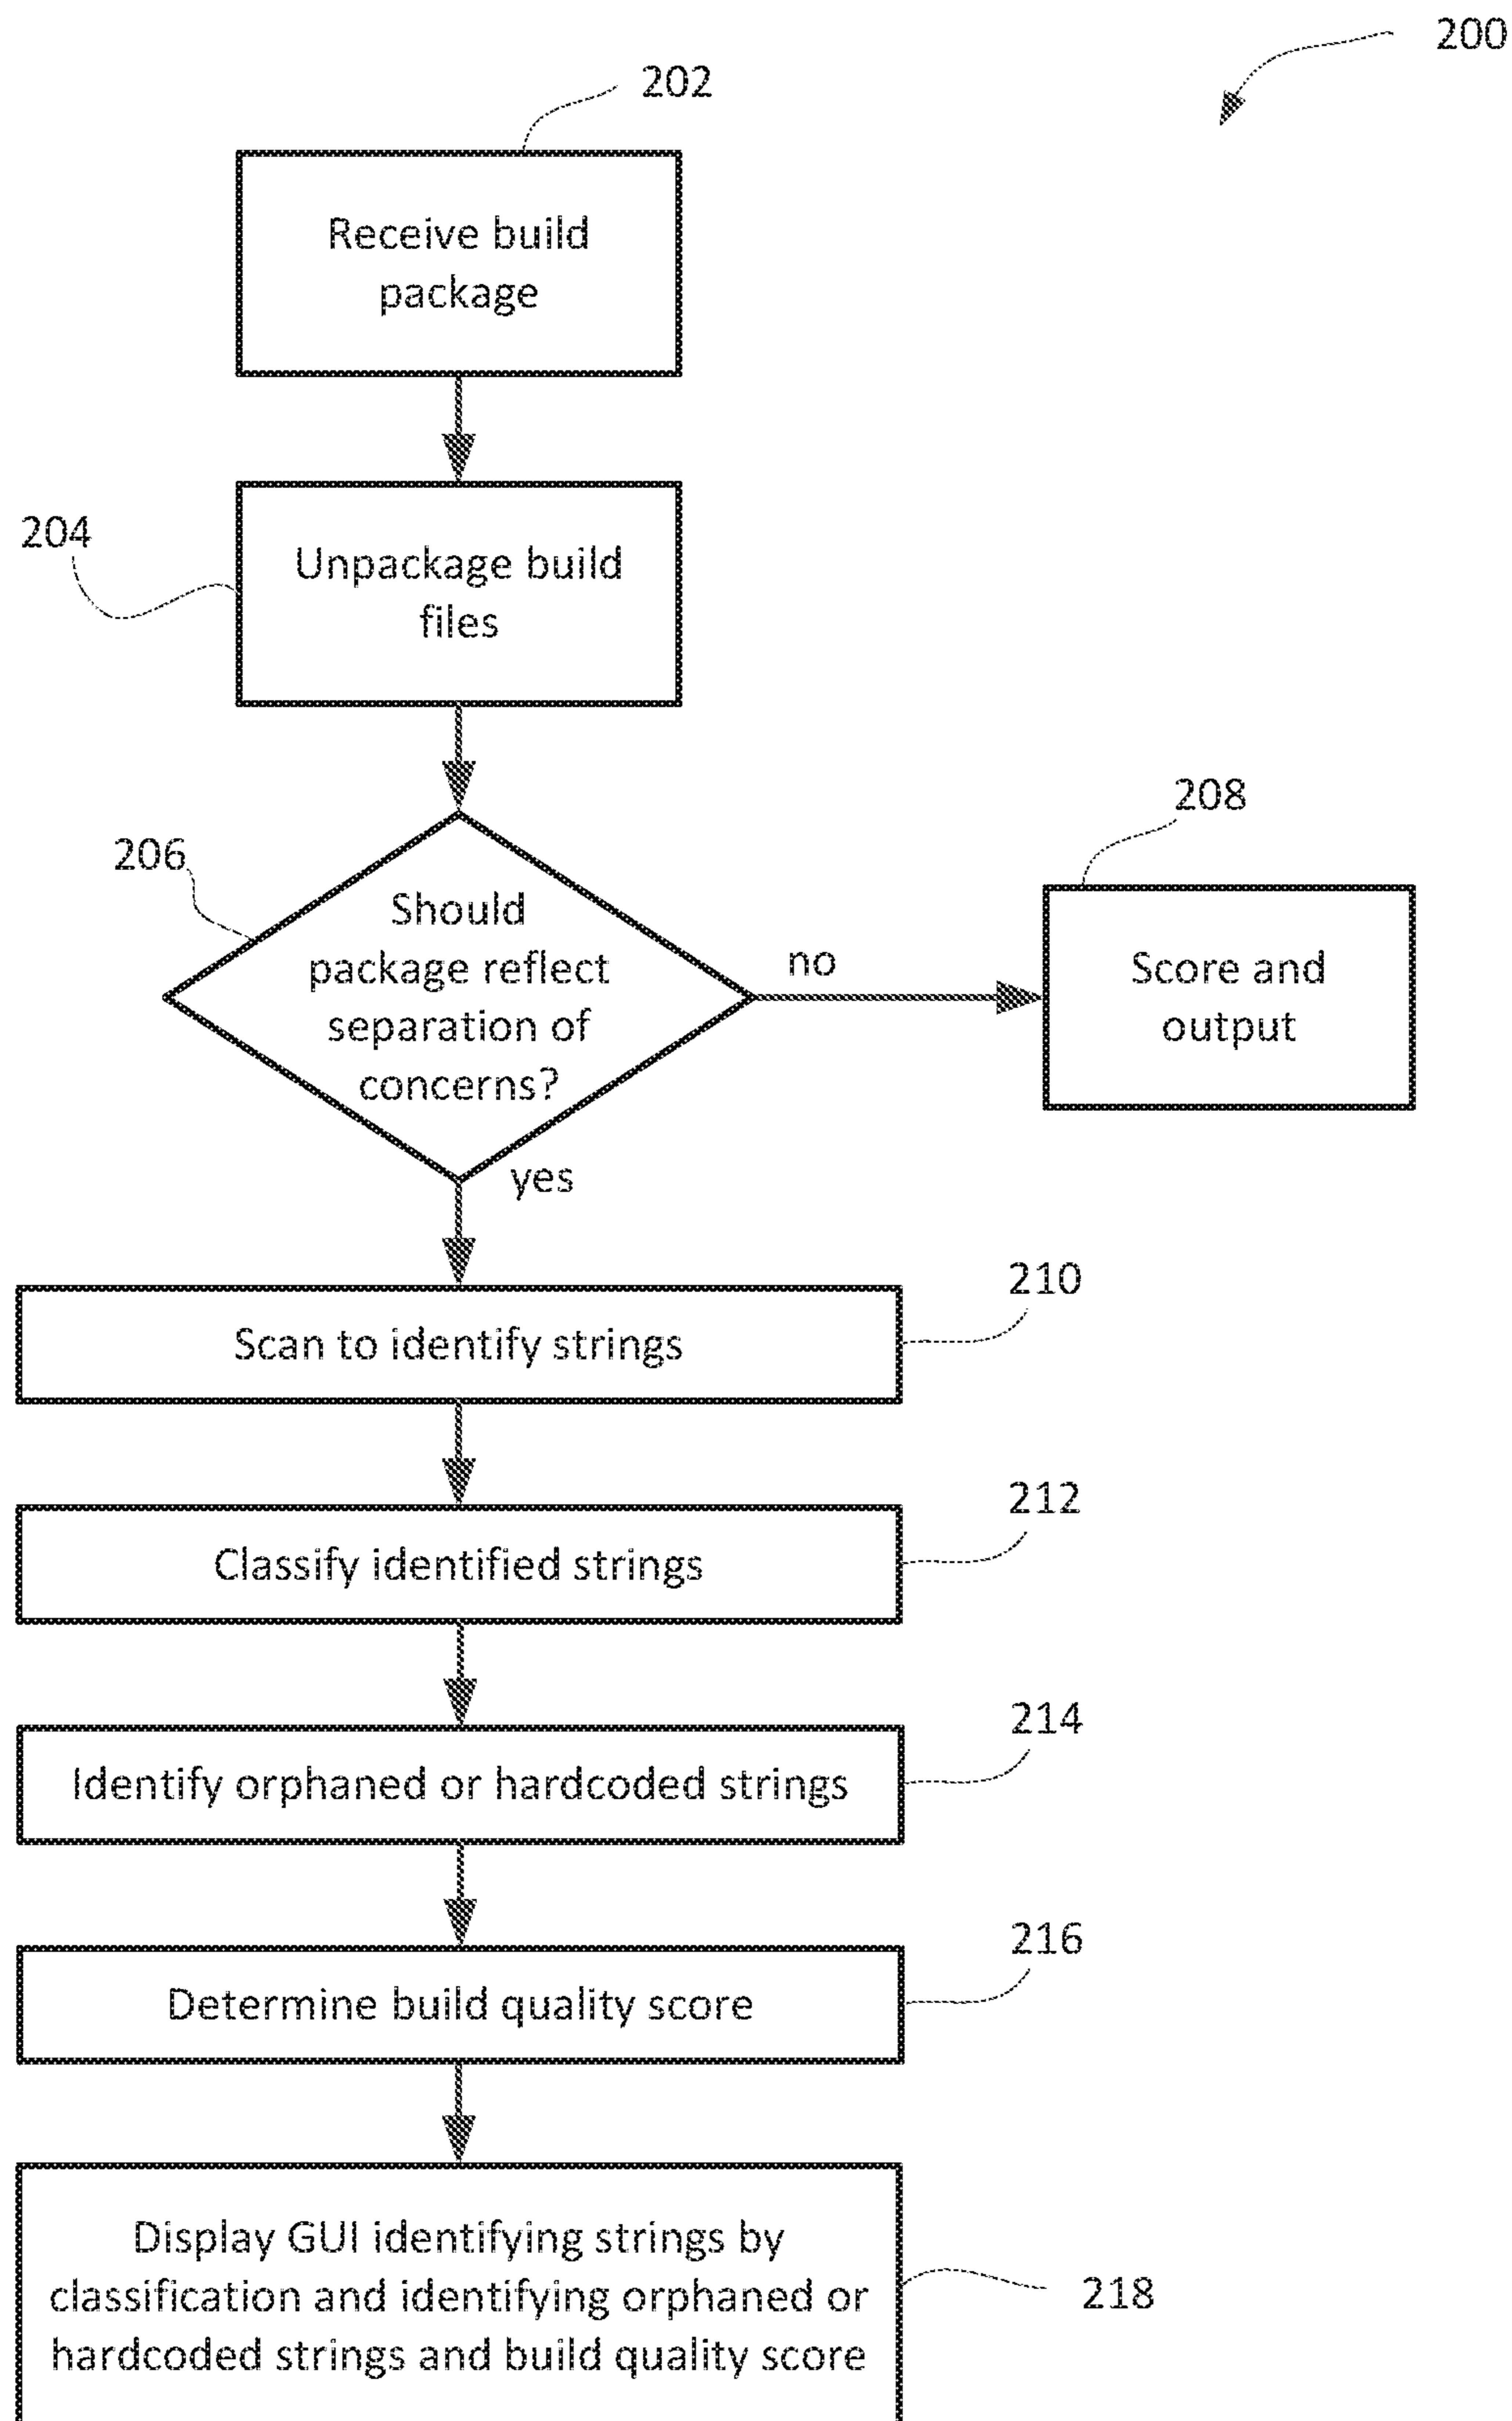 200
202
Receive build
package
204
Unpackage build
files
206
Should
package reflect
separation of
concerns?
no
yes
208
Score and
output
210
Scan to identify strings
212
Classify identified strings
214
Identify orphaned or hardcoded strings
216
Determine build quality score
Display GUI identifying strings by
classification and identifying orphaned or
hardcoded strings and build quality score
218